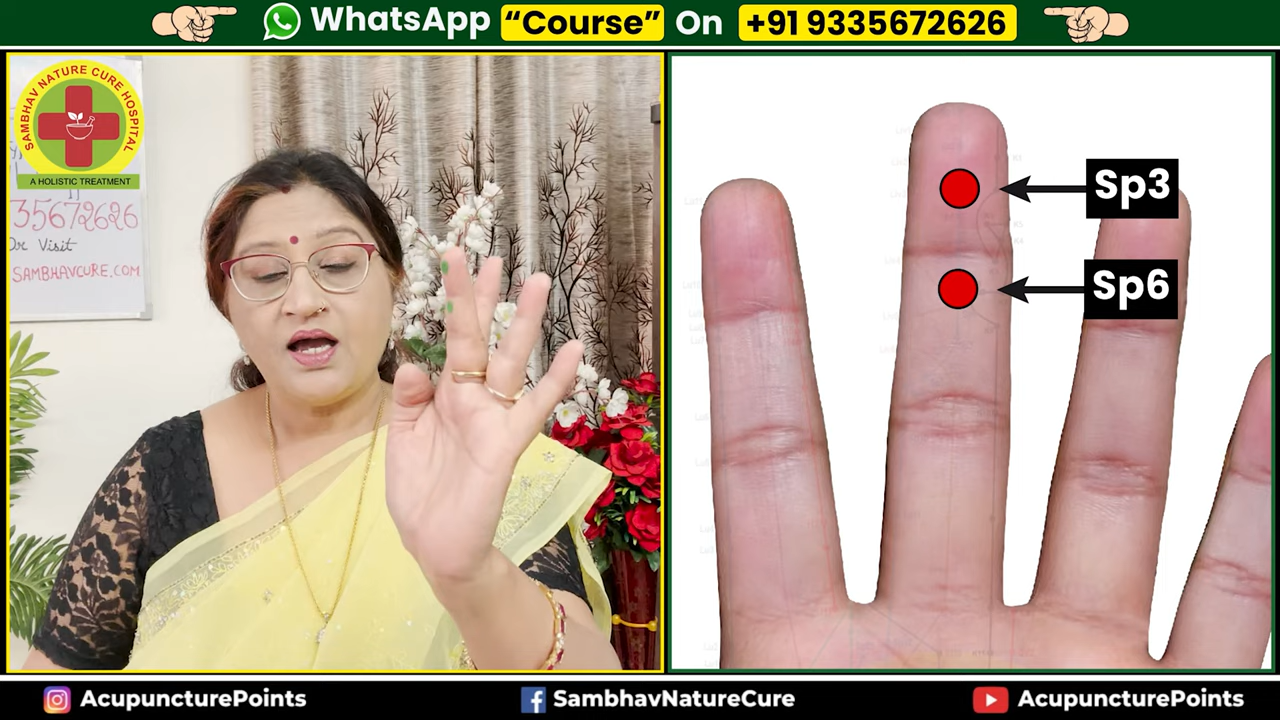 WhatsApp “Course” On +91 9335672626
SAMBHAV NATURE CURE HOSPITAL
A HOLISTIC TREATMENT
35672626
Or Visit
SAMBHAVCURE.COM
Sp3
Sp6
AcupuncturePoints
SambhavNatureCure
AcupuncturePoints